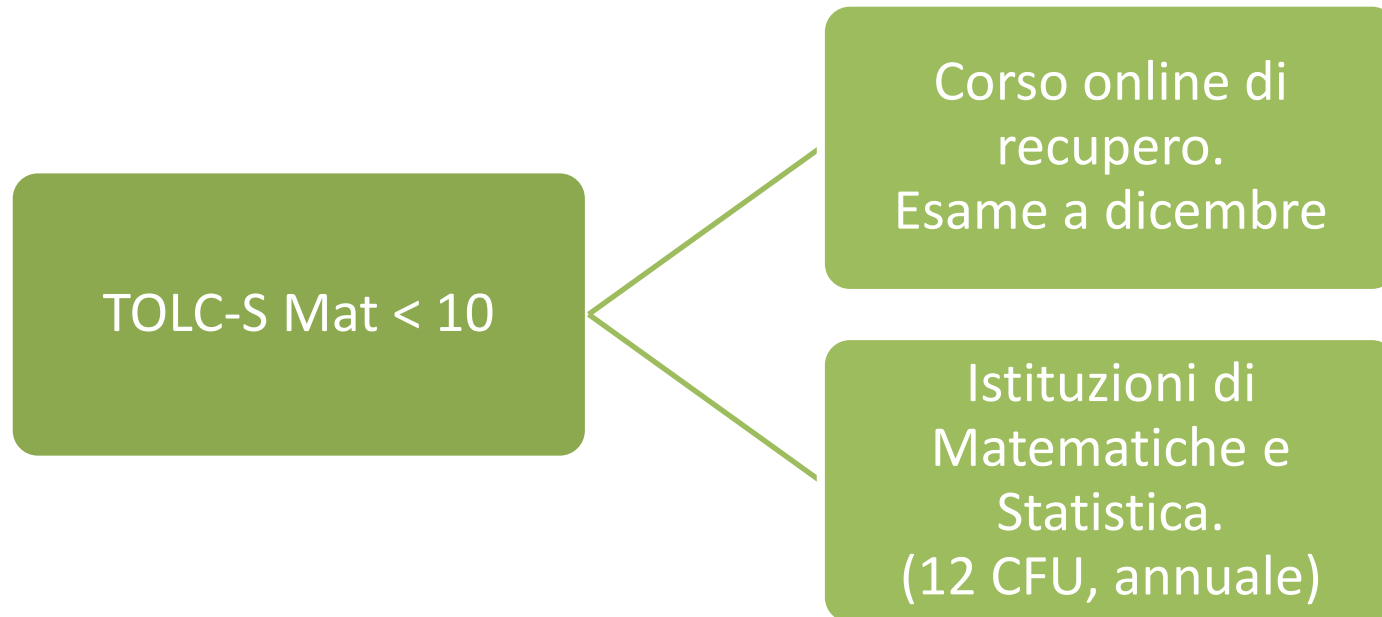 TOLC-S Mat < 10
Corso online di
recupero.
Esame a dicembre
Istituzioni di
Matematiche e
Statistica.
(12 CFU, annuale)